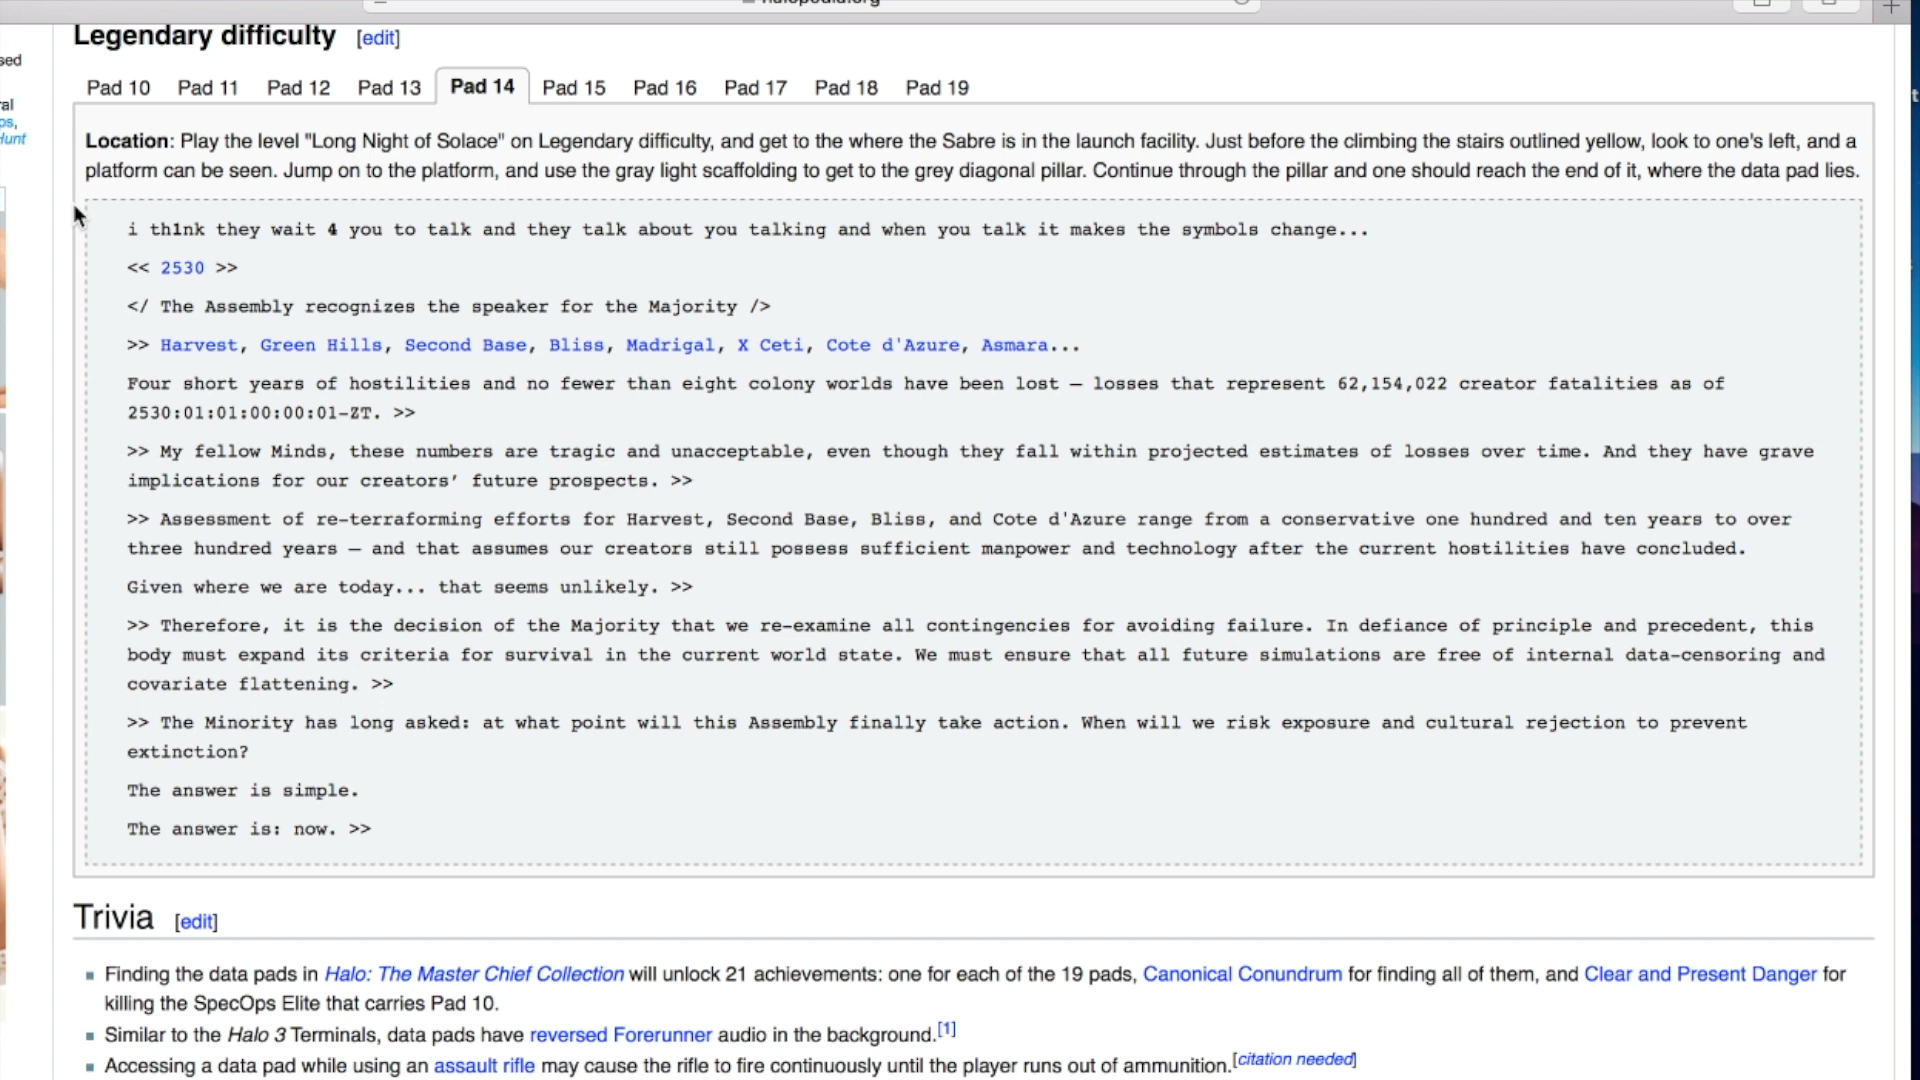 Legendary difficulty [edit]
sed
Pad 10 Pad 11 Pad 12 Pad 13 Pad 14 Pad 15 Pad 16 Pad 17 Pad 18 Pad 19
Location: Play the level "Long Night of Solace" on Legendary difficulty, and get to the where the Sabre is in the launch facility. Just before the climbing the stairs outlined yellow, look to one's left, and a
platform can be seen. Jump on to the platform, and use the gray light scaffolding to get to the grey diagonal pillar. Continue through the pillar and one should reach the end of it, where the data pad lies.
i th1nk they wait 4 you to talk and they talk about you talking and when you talk it makes the symbols change...
<< 2530 >>
</ The Assembly recognizes the speaker for the Majority />
>> Harvest, Green Hills, Second Base, Bliss, Madrigal, X Ceti, Cote d'Azure, Asmara...
Four short years of hostilities and no fewer than eight colony worlds have been lost — losses that represent 62,154,022 creator fatalities as of
2530:01:01:00:00:01-ZT. >>
>> My fellow Minds, these numbers are tragic and unacceptable, even though they fall within projected estimates of losses over time. And they have grave
implications for our creators' future prospects. >>
>> Assessment of re-terraforming efforts for Harvest, Second Base, Bliss, and Cote d'Azure range from a conservative one hundred and ten years to over
three hundred years — and that assumes our creators still possess sufficient manpower and technology after the current hostilities have concluded.
Given where we are today... that seems unlikely. >>
>> Therefore, it is the decision of the Majority that we re-examine all contingencies for avoiding failure. In defiance of principle and precedent, this
body must expand its criteria for survival in the current world state. We must ensure that all future simulations are free of internal data-censoring and
covariate flattening. >>
>> The Minority has long asked: at what point will this Assembly finally take action. When will we risk exposure and cultural rejection to prevent
extinction?
The answer is simple.
The answer is: now. >>
Trivia [edit]
Finding the data pads in Halo: The Master Chief Collection will unlock 21 achievements: one for each of the 19 pads, Canonical Conundrum for finding all of them, and Clear and Present Danger for
killing the SpecOps Elite that carries Pad 10.
Similar to the Halo 3 Terminals, data pads have reversed Forerunner audio in the background.[1]
Accessing a data pad while using an assault rifle may cause the rifle to fire continuously until the player runs out of ammunition.[citation needed]